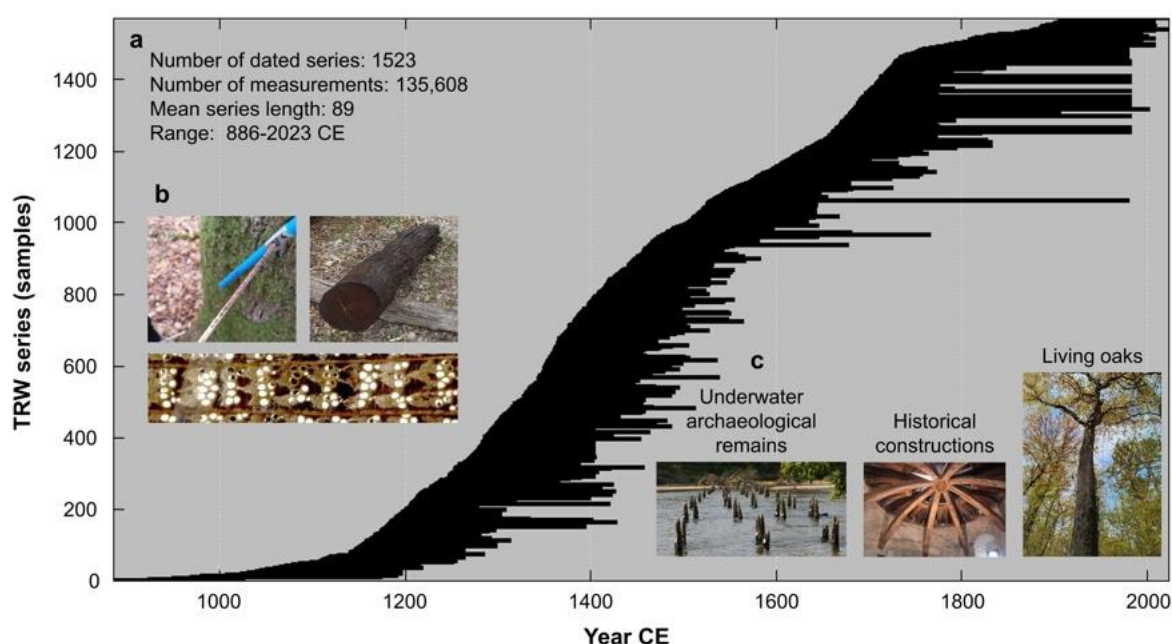 a
Number of dated series: 1523
Number of measurements: 135,608
Mean series length: 89
Range: 886-2023 CE
b
c
Underwater
archaeological
remains
Historical
constructions
Living oaks
TRW series (samples)
1400
1200
1000
800
600
400
200
0
1000
1200
1400
1600
1800
2000
Year CE